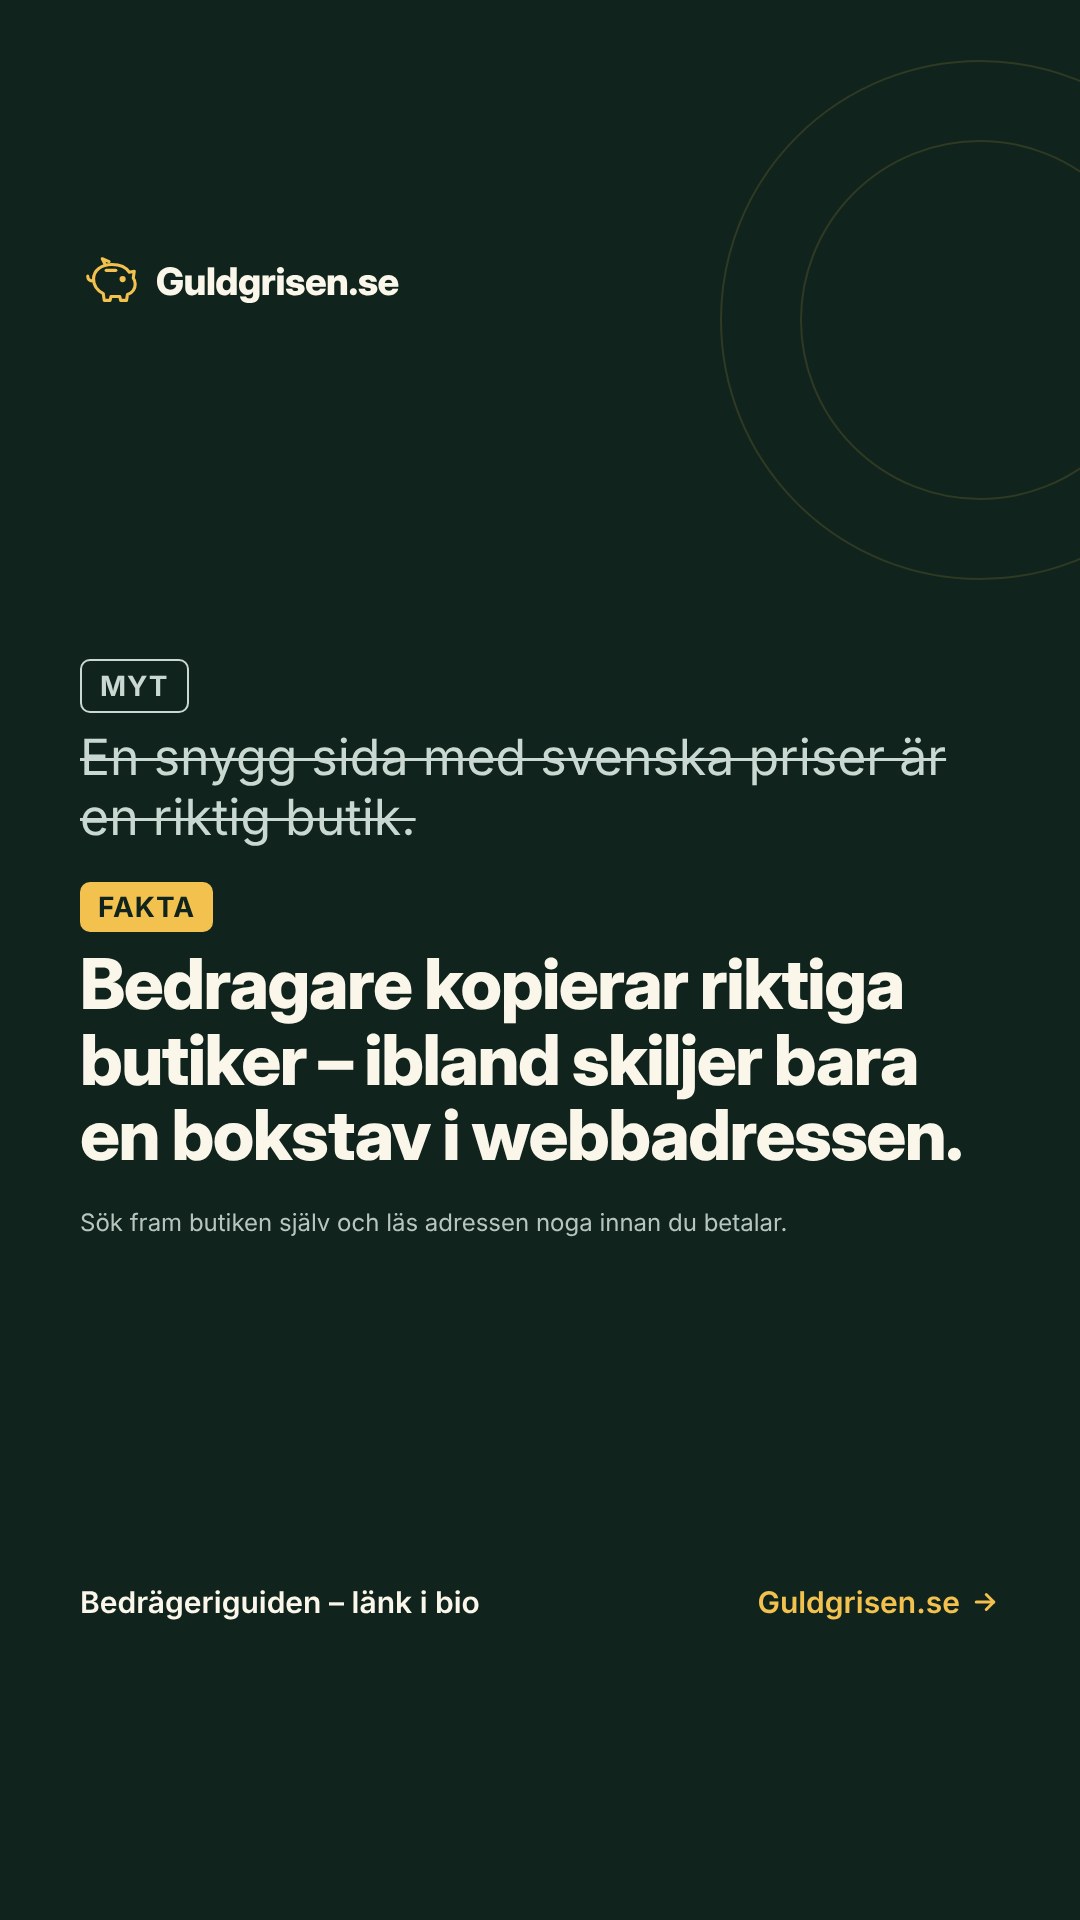 Guldgrisen.se
MYT
En snygg sida med svenska priser är
en riktig butik.
FAKTA
Bedragare kopierar riktiga
butiker – ibland skiljer bara
en bokstav i webbadressen.
Sök fram butiken själv och läs adressen noga innan du betalar.
Bedrägeriguiden – länk i bio
Guldgrisen.se →